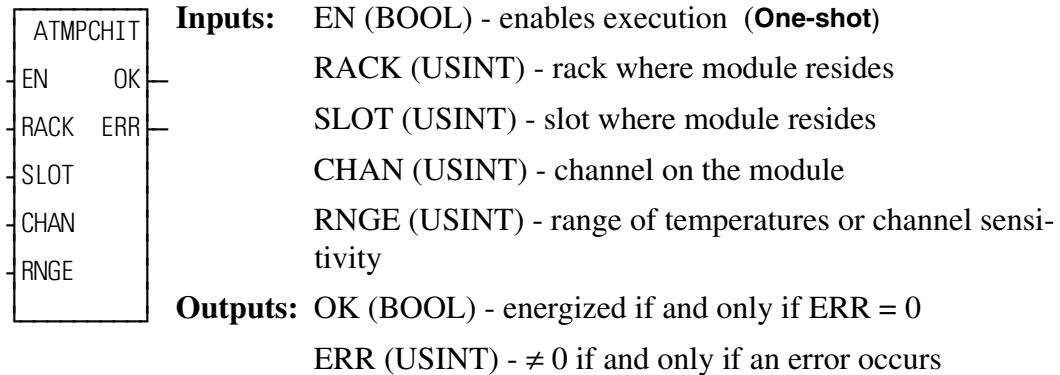 ATMPCHIT
EN OK
RACK ERR
SLOT
CHAN
RNGE
Inputs: EN (BOOL) - enables execution (One-shot)
RACK (USINT) - rack where module resides
SLOT (USINT) - slot where module resides
CHAN (USINT) - channel on the module
RNGE (USINT) - range of temperatures or channel sensi-
tivity
Outputs: OK (BOOL) - energized if and only if ERR = 0
ERR (USINT) - ≠ 0 if and only if an error occurs